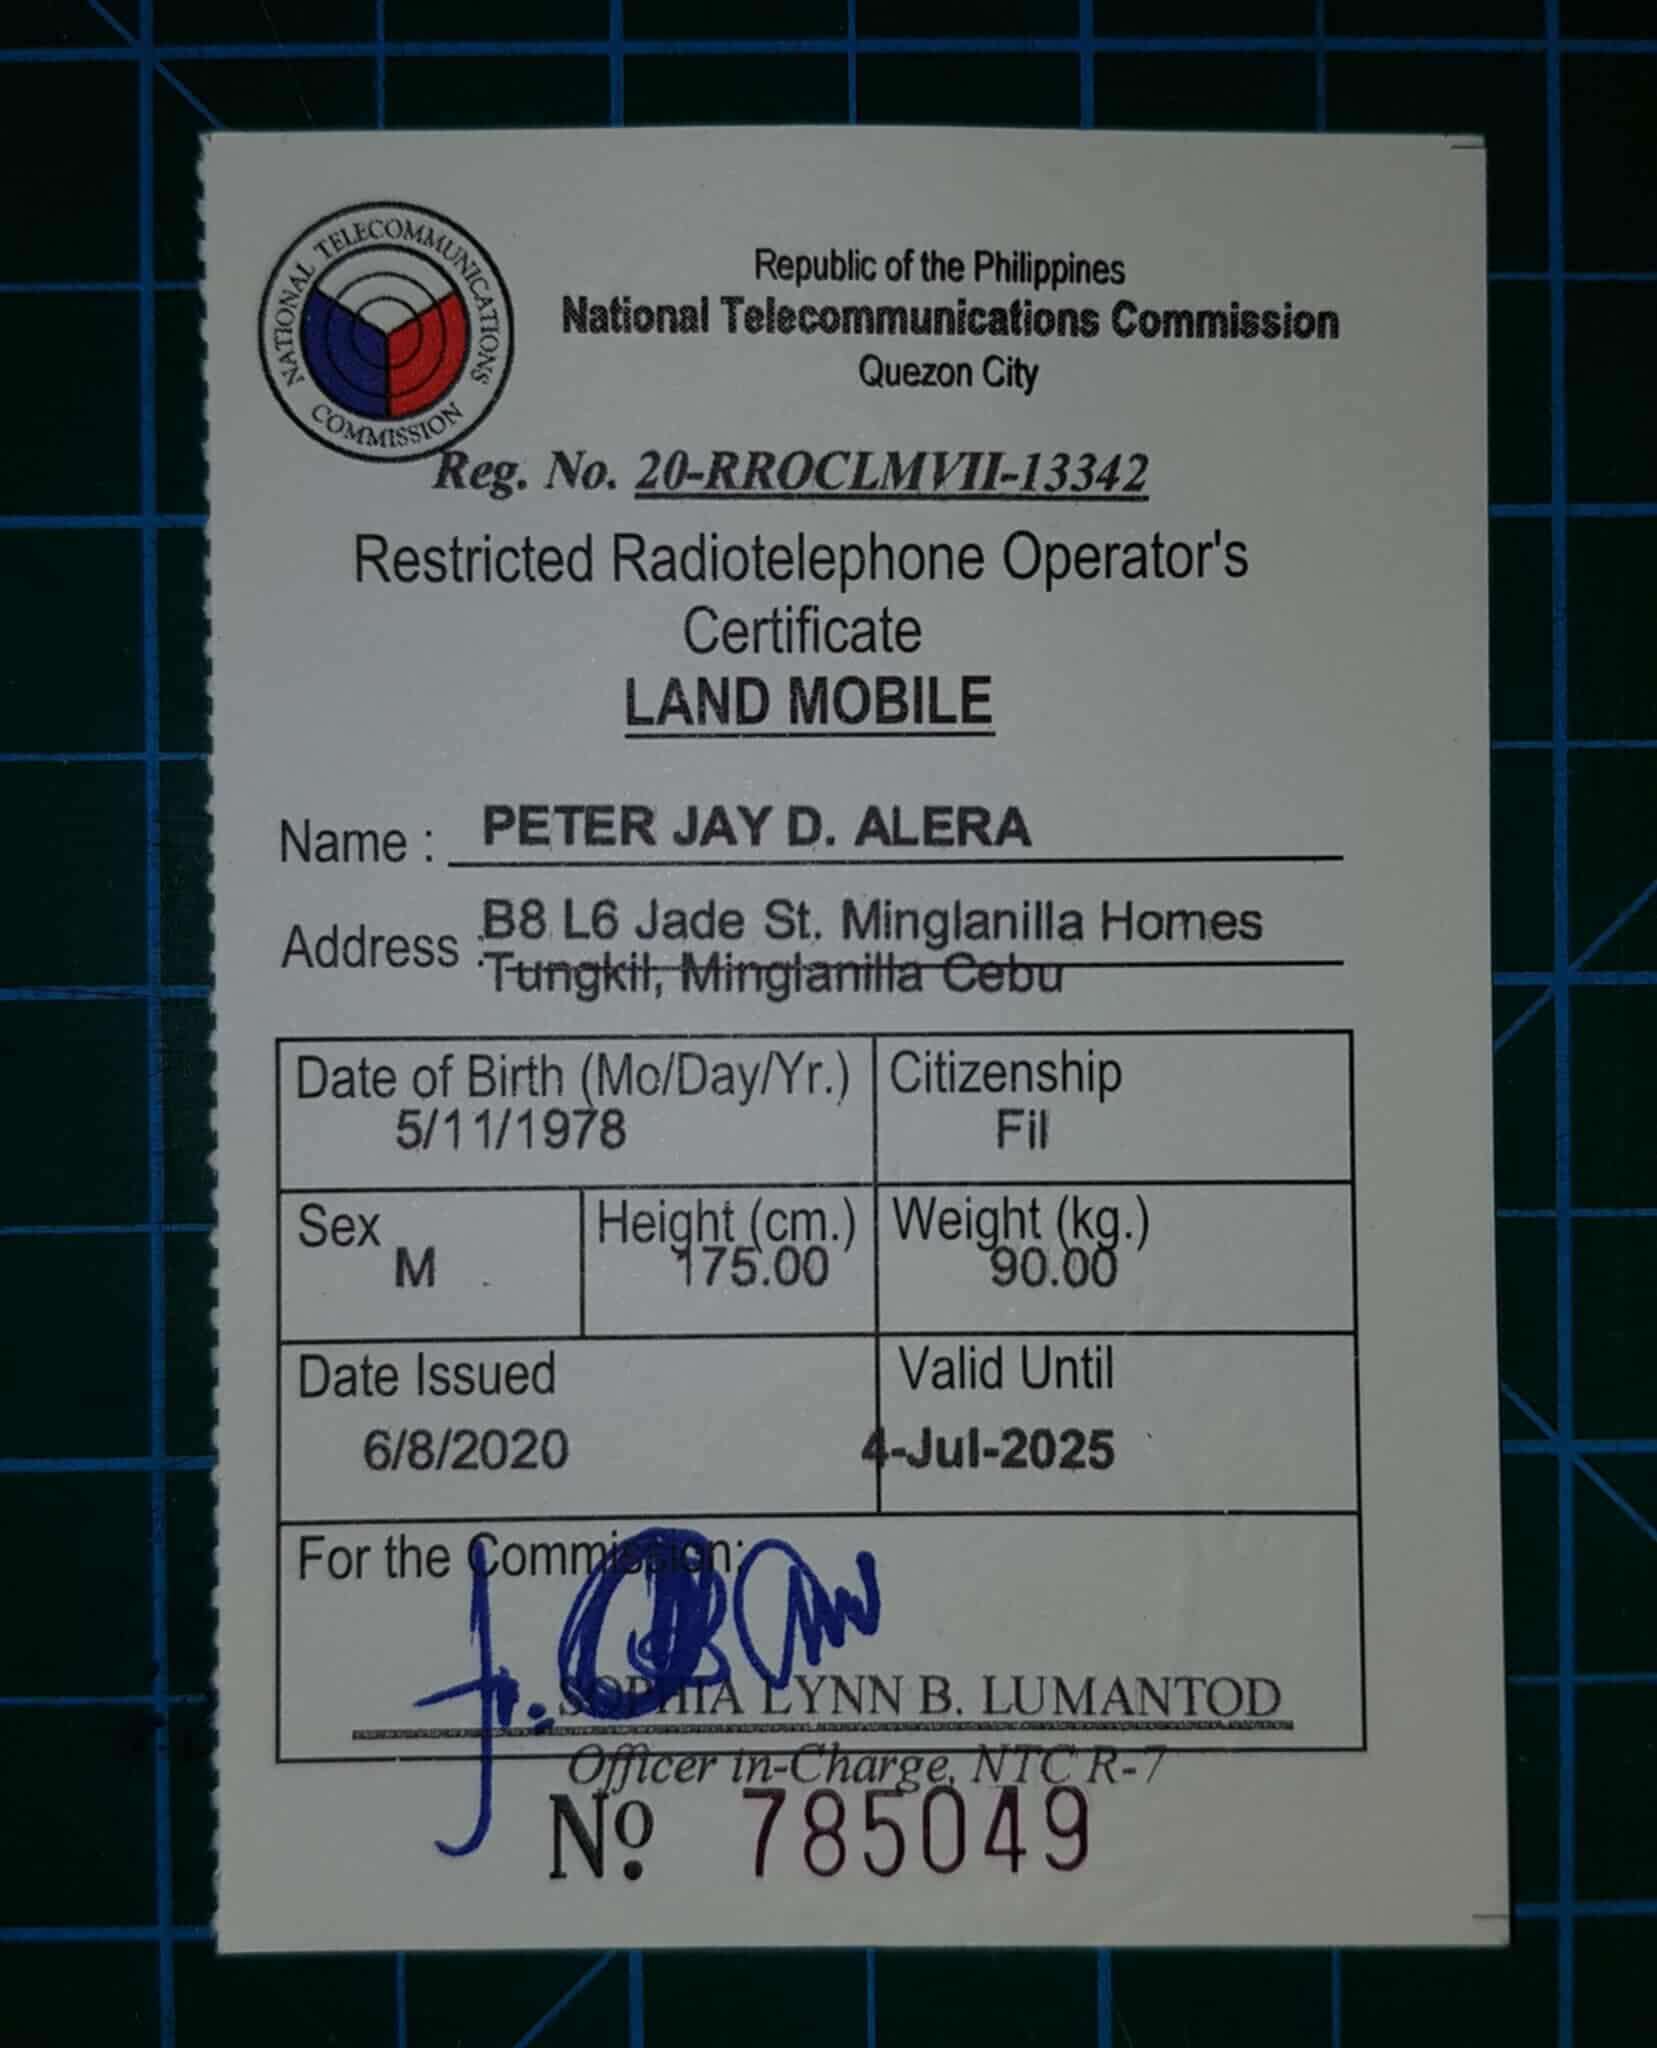 NATIONAL TELECOMMUNICATIONS COMMISSION
Republic of the Philippines
National Telecommunications Commission
Quezon City
Reg. No. 20-RROCLMVII-13342
Restricted Radiotelephone Operator's
Certificate
LAND MOBILE
Name : PETER JAY D. ALERA
Address : B8 L6 Jade St. Minglanilla Homes
Tungkil, Minglanilla Cebu
Date of Birth (Mo/Day/Yr.) Citizenship
5/11/1978 Fil
Sex Height (cm.) Weight (kg.)
M 175.00 90.00
Date Issued Valid Until
6/8/2020 4-Jul-2025
For the Commission:
SOPHIA LYNN B. LUMANTOD
Officer in-Charge, NTC R-7
No. 785049